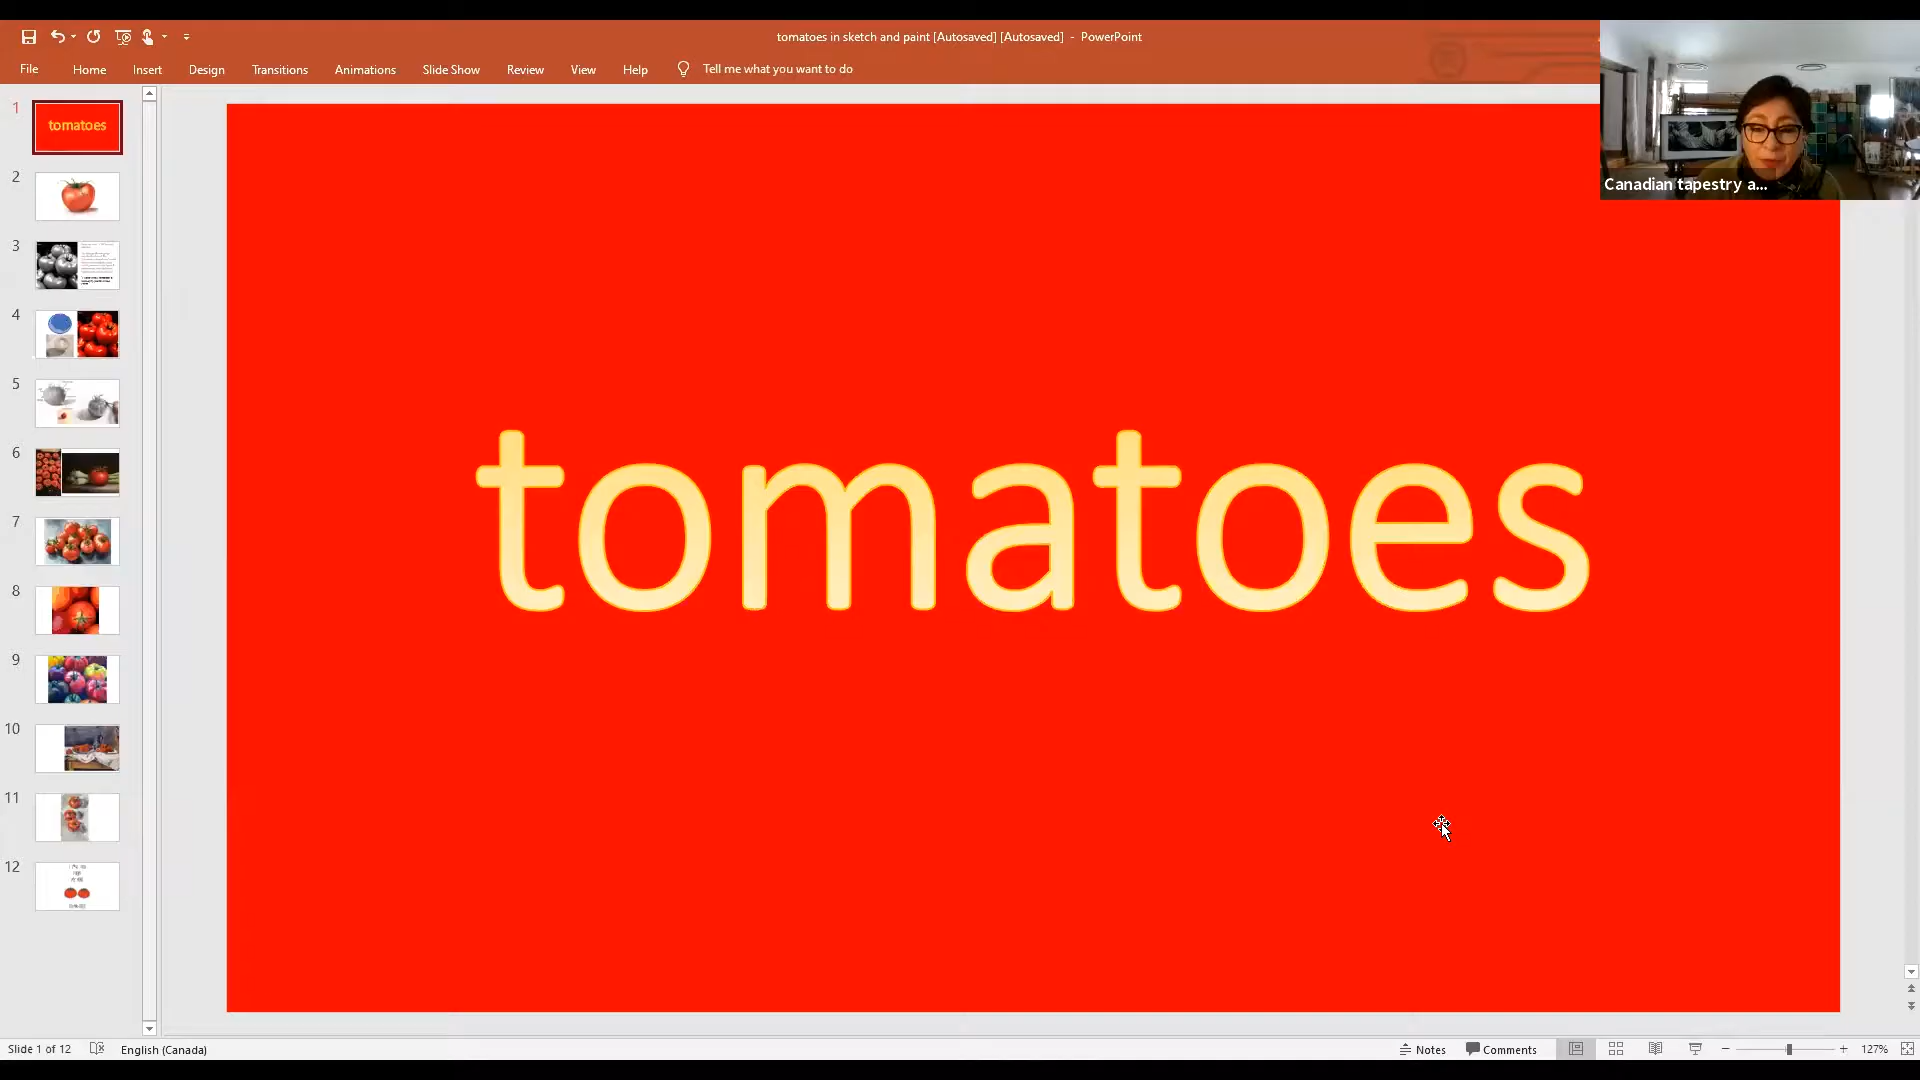 tomatoes in sketch and paint [Autosaved] [Autosaved] - PowerPoint
File Home Insert Design Transitions Animations Slide Show Review View Help Tell me what you want to do
Canadian tapestry a...
1
tomatoes
2
3
4
5
6
7
8
9
10
11
12
tomatoes
Slide 1 of 12 English (Canada) Notes Comments 127%